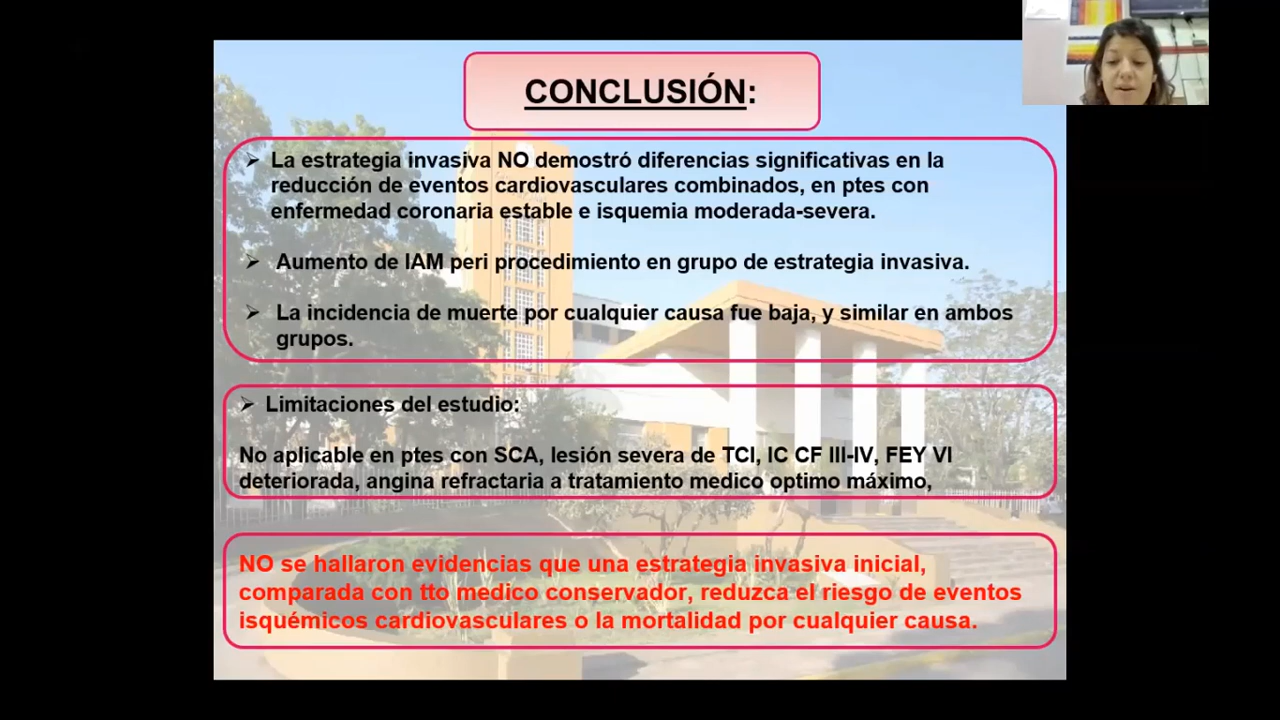 CONCLUSIÓN:
➢ La estrategia invasiva NO demostró diferencias significativas en la
reducción de eventos cardiovasculares combinados, en ptes con
enfermedad coronaria estable e isquemia moderada-severa.
➢ Aumento de IAM peri procedimiento en grupo de estrategia invasiva.
➢ La incidencia de muerte por cualquier causa fue baja, y similar en ambos
grupos.
➢ Limitaciones del estudio:
No aplicable en ptes con SCA, lesión severa de TCI, IC CF III-IV, FEY VI
deteriorada, angina refractaria a tratamiento medico optimo máximo,
NO se hallaron evidencias que una estrategia invasiva inicial,
comparada con tto medico conservador, reduzca el riesgo de eventos
isquémicos cardiovasculares o la mortalidad por cualquier causa.